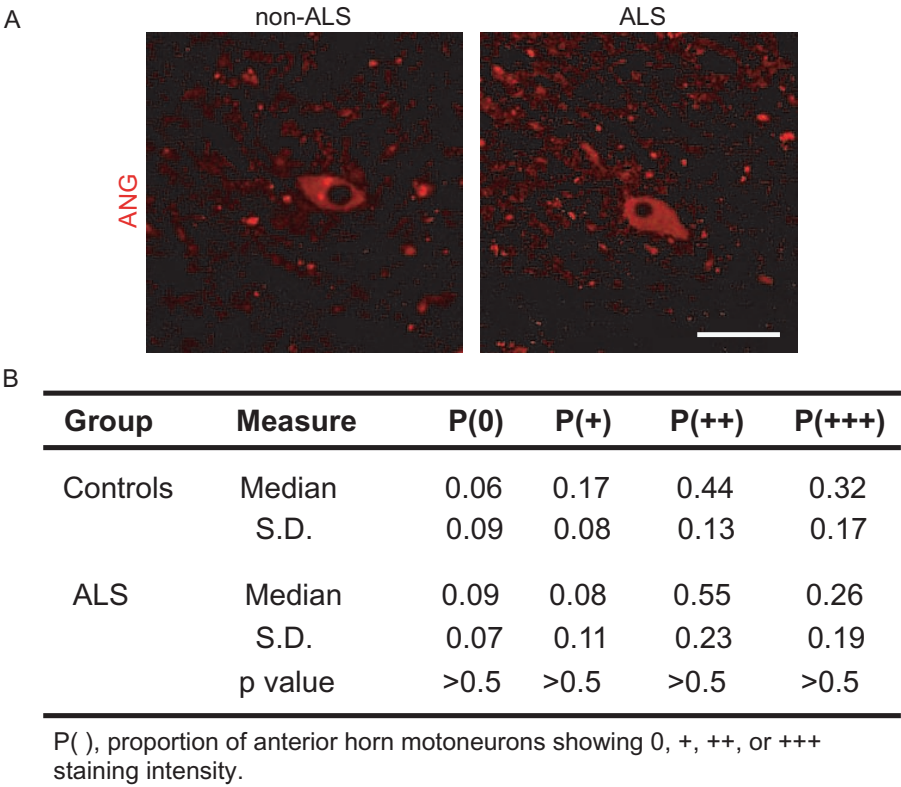 A
non-ALS ALS
ANG
B
Group Measure P(0) P(+) P(++) P(+++)
Controls Median 0.06 0.17 0.44 0.32
S.D. 0.09 0.08 0.13 0.17
ALS Median 0.09 0.08 0.55 0.26
S.D. 0.07 0.11 0.23 0.19
p value >0.5 >0.5 >0.5 >0.5
P( ), proportion of anterior horn motoneurons showing 0, +, ++, or +++
staining intensity.